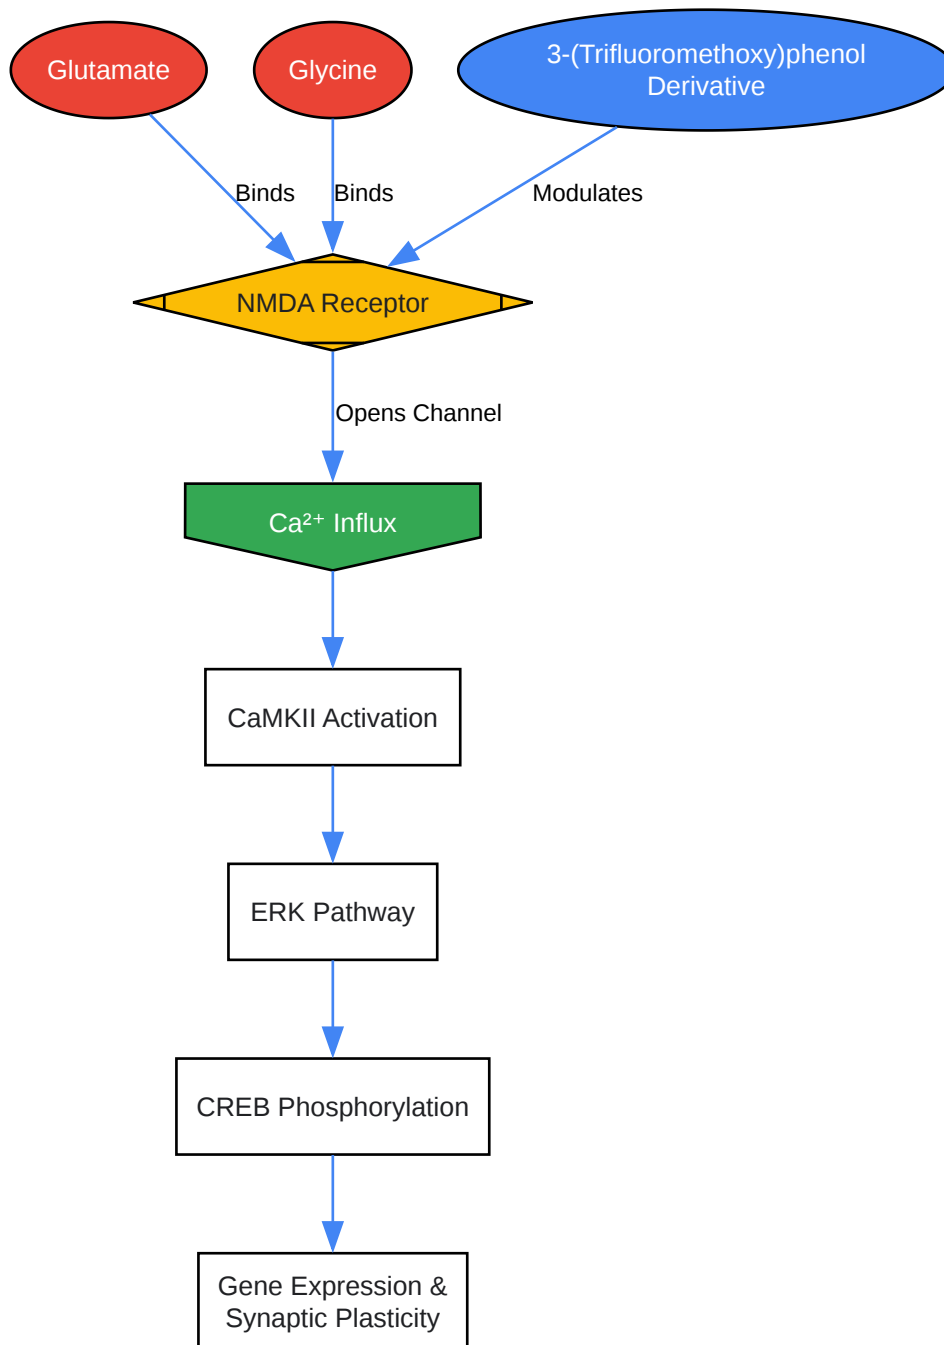 Glutamate
Glycine
3-(Trifluoromethoxy)phenol
Derivative
Binds
Binds
Modulates
NMDA Receptor
Opens Channel
Ca²⁺ Influx
CaMKII Activation
ERK Pathway
CREB Phosphorylation
Gene Expression &
Synaptic Plasticity